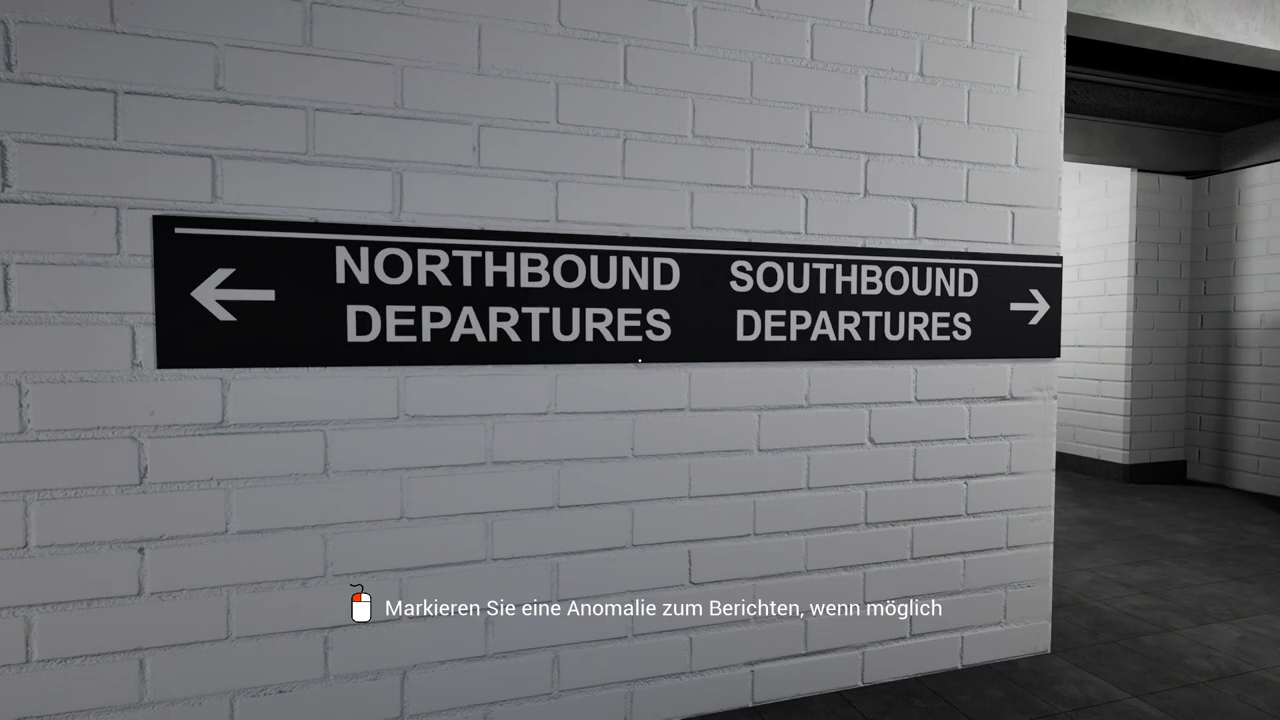 NORTHBOUND
DEPARTURES
SOUTHBOUND
DEPARTURES
Markieren Sie eine Anomalie zum Berichten, wenn möglich